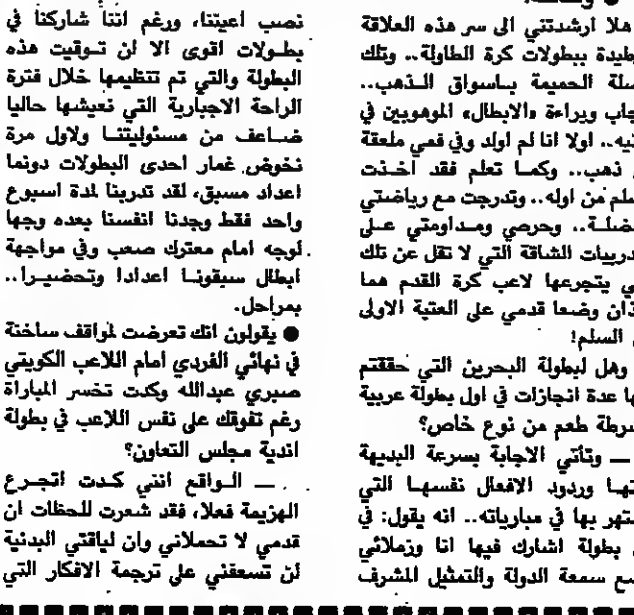 هلا ارشدتني الى سر هذه العلاقة
ببطولات كرة الطاولة.. وتلك
الحميمة باسواق الذهب..
ويراءة «الابطال» الموهوبين في
اولا انا لم اولد وفي فمي ملعقة
ذهب.. وكما تعلم فقد اخذت
من اوله.. وتدرجت مع رياضتي
وحرصي ومداومتي على
الشاقة التي لا تقل عن تلك
يتجرعها لاعب كرة القدم هما
وضعا قدمي على العتبة الاولى
السلم!
وهل لبطولة البحرين التي حققتم
عدة انجازات في اول بطولة عربية
طعم من نوع خاص؟
— وتأتي الاجابة بسرعة البديهة
وردود الافعال نفسها التي
بها في مبارياته.. انه يقول: في
بطولة اشارك فيها انا وزملائي
سمعة الدولة والتمثيل المشرف
نصب اعيننا، ورغم اننا شاركنا في
بطولات اقوى الا ان توقيت هذه
البطولة والتي تم تنظيمها خلال فترة
الراحة الاجبارية التي نعيشها حاليا
ضاعف من مسئوليتنا ولاول مرة
نخوض غمار احدى البطولات دونما
اعداد مسبق، لقد تدربنا لمدة اسبوع
واحد فقط وجدنا انفسنا بعده وجها
لوجه امام معترك صعب وفي مواجهة
ابطال سبقونا اعدادا وتحضيرا..
بمراحل.
● يقولون انك تعرضت لمواقف ساخنة
في نهائي الفردي امام اللاعب الكويتي
صبري عبدالله وكدت تخسر المباراة
رغم تفوقك على نفس اللاعب في بطولة
اندية مجلس التعاون؟
— الواقع انني كدت اتجرع
الهزيمة فعلا، فقد شعرت للحظات ان
قدمي لا تحملاني وان لياقتي البدنية
لن تسعفني على ترجمة الافكار التي